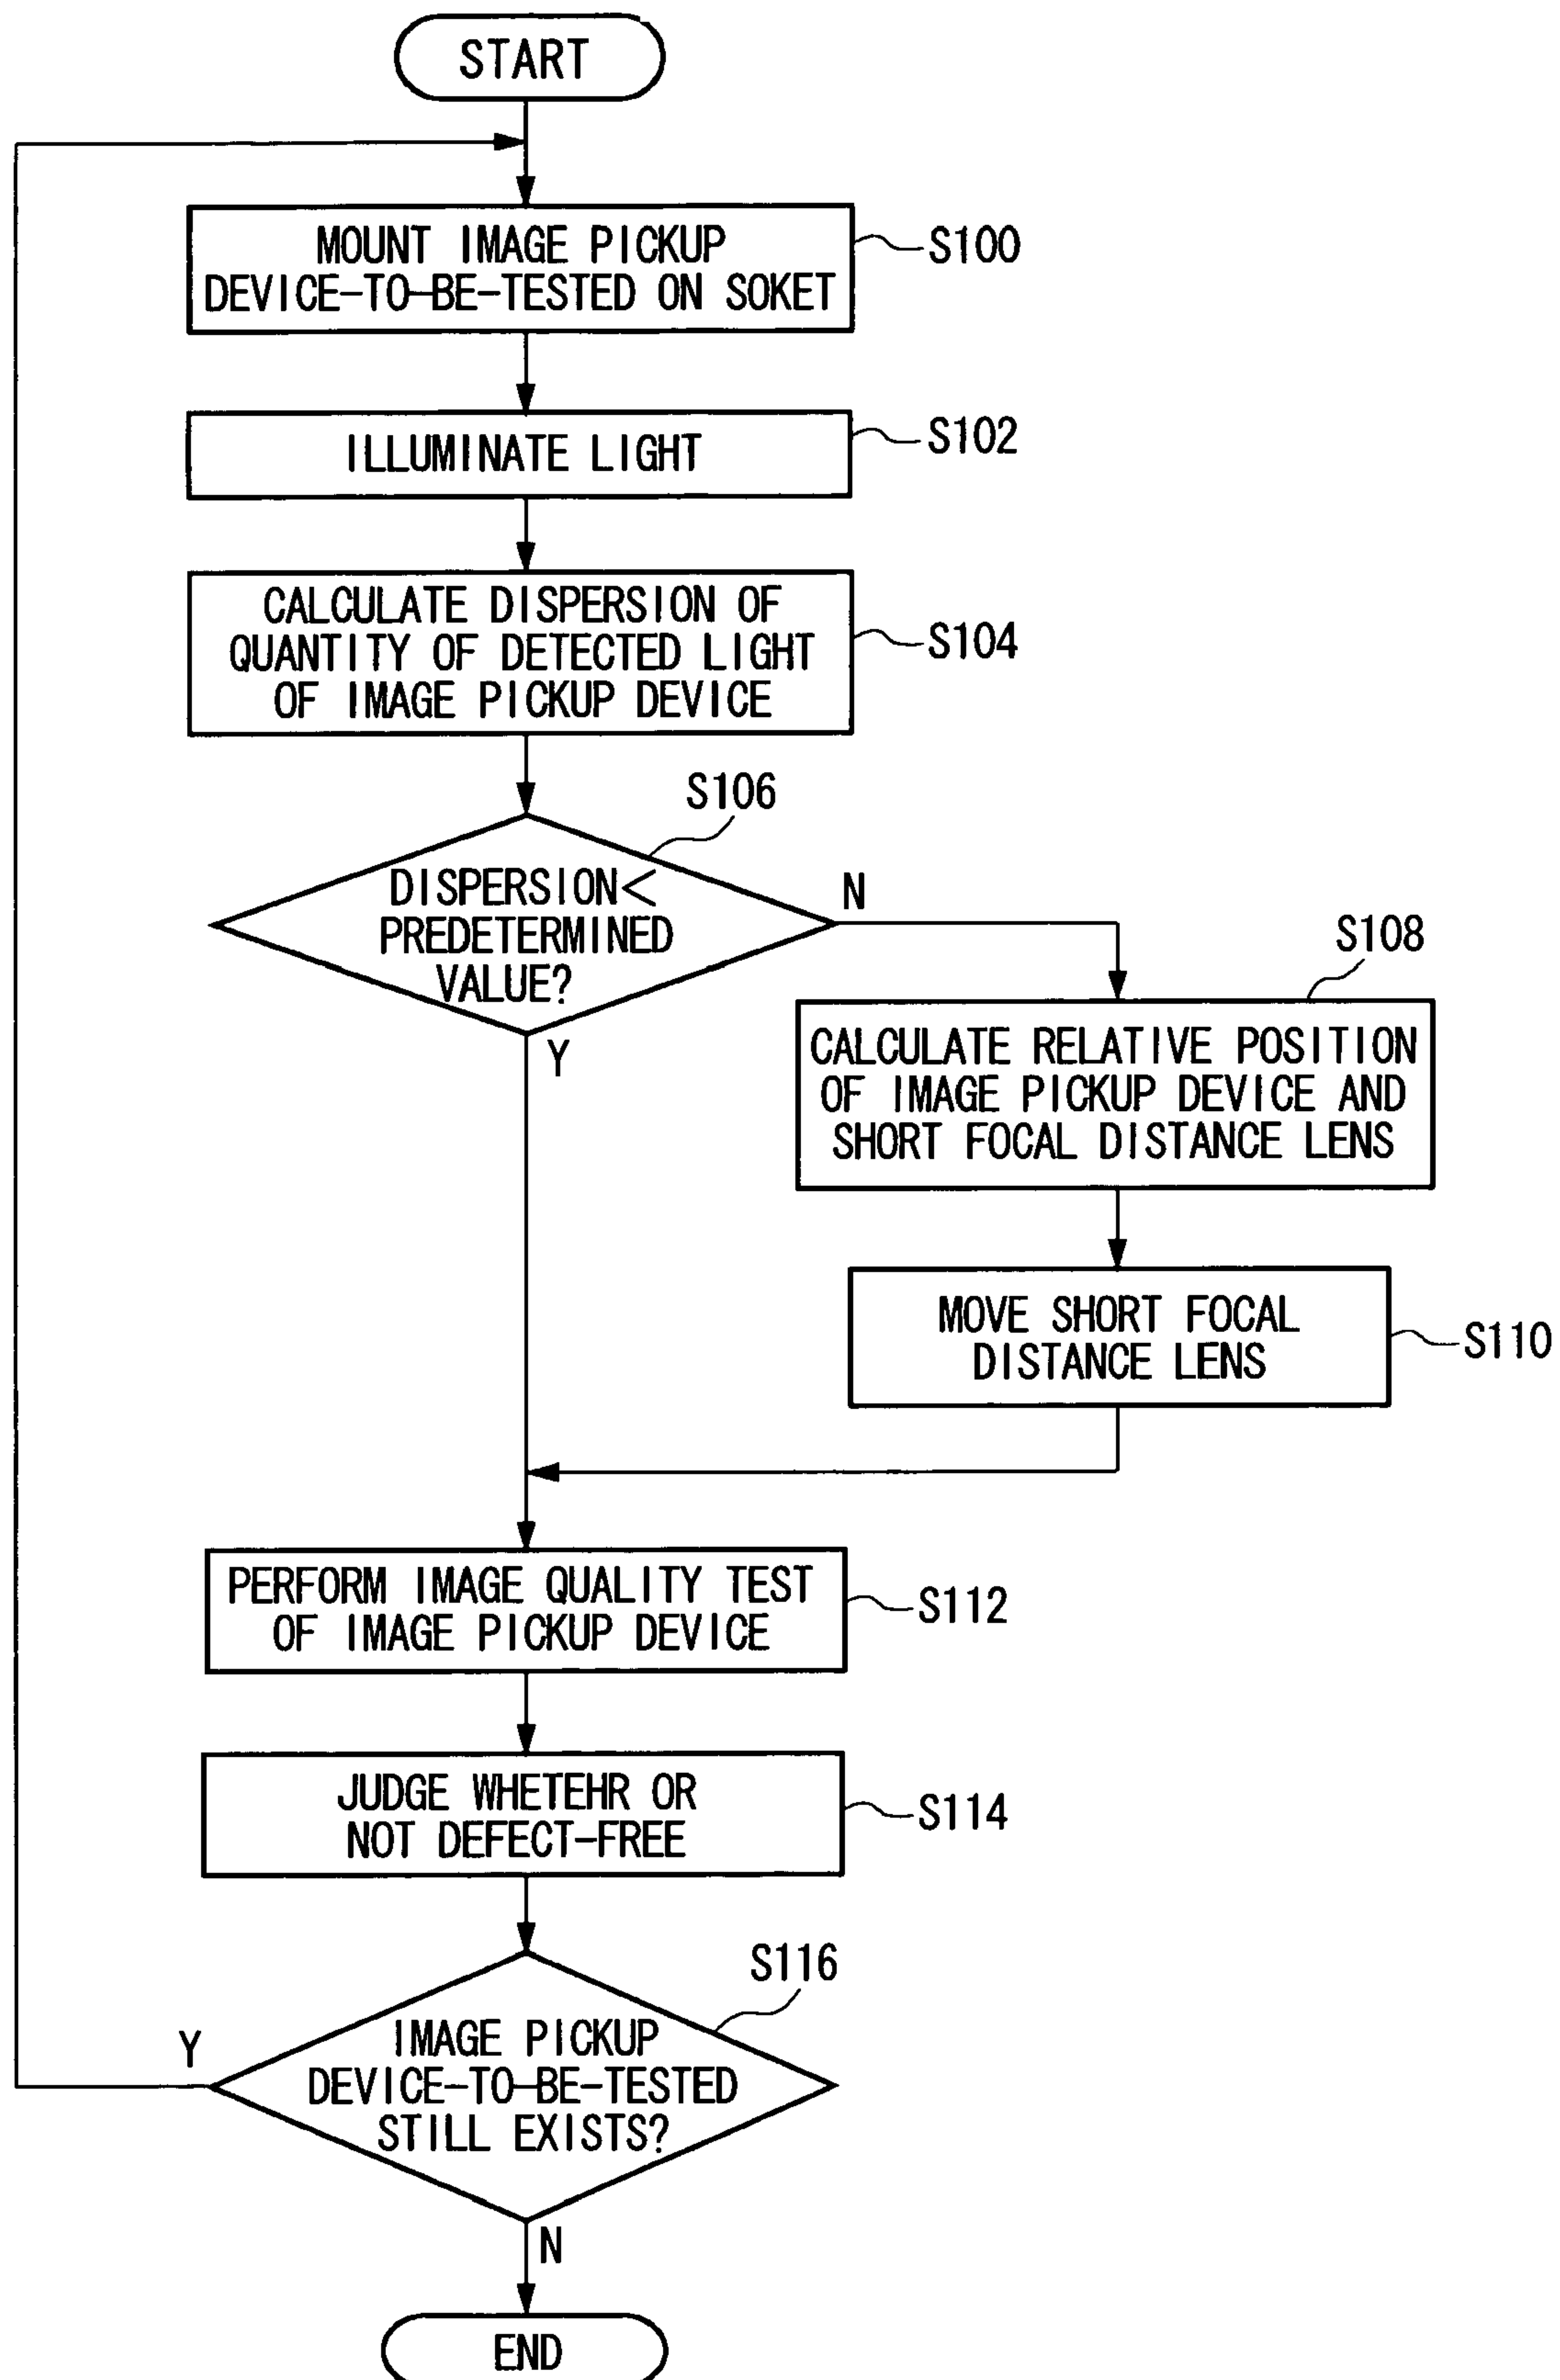 START
MOUNT IMAGE PICKUP
DEVICE-TO-BE-TESTED ON SOKET
S100
ILLUMINATE LIGHT
S102
CALCULATE DISPERSION OF
QUANTITY OF DETECTED LIGHT
OF IMAGE PICKUP DEVICE
S104
S106
DISPERSION<
PREDETERMINED
VALUE?
N
Y
S108
CALCULATE RELATIVE POSITION
OF IMAGE PICKUP DEVICE AND
SHORT FOCAL DISTANCE LENS
MOVE SHORT FOCAL
DISTANCE LENS
S110
PERFORM IMAGE QUALITY TEST
OF IMAGE PICKUP DEVICE
S112
JUDGE WHETEHR OR
NOT DEFECT-FREE
S114
S116
IMAGE PICKUP
DEVICE-TO-BE-TESTED
STILL EXISTS?
Y
N
END